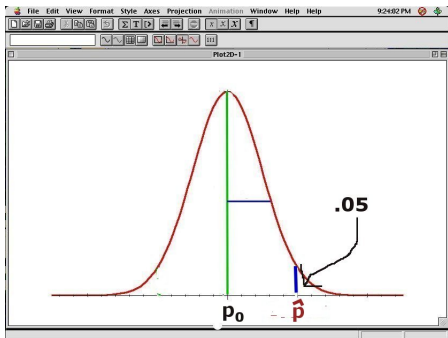 File Edit View Format Style Axes Projection Animation Window Help Help 9:24:02 PM
Σ T x x X ¶
Plot2D-1
.05
p₀ p̂